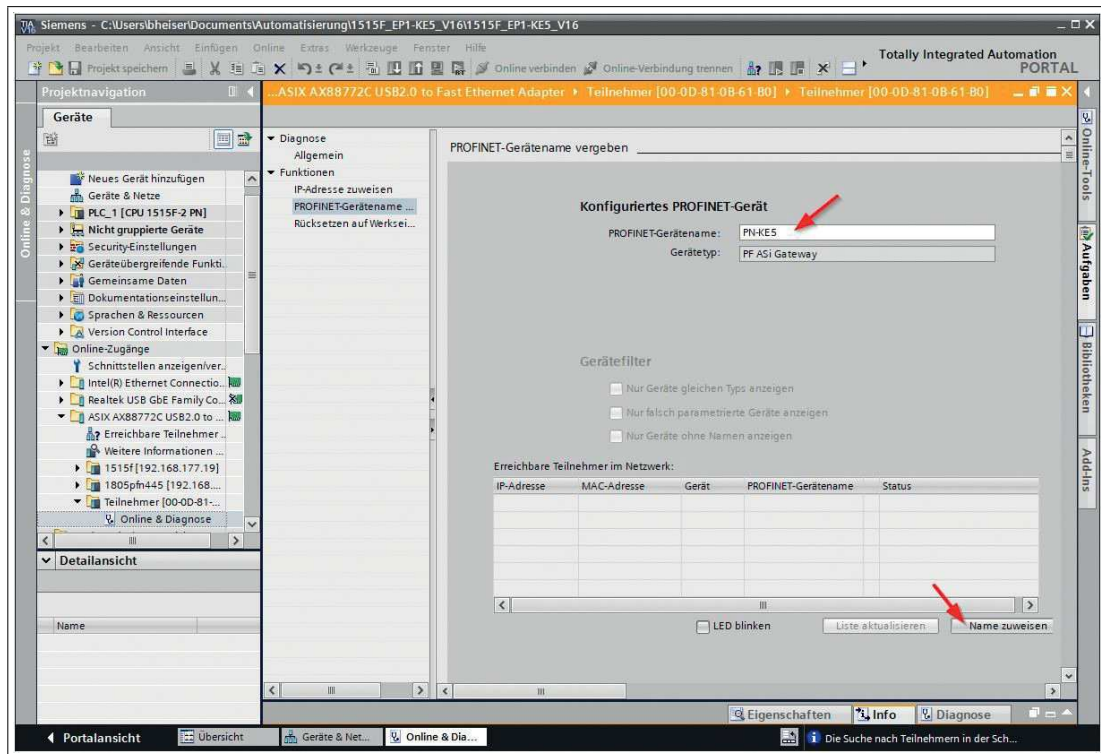 Siemens - C:\Users\bheiser\Documents\Automatisierung\1515F_EP1-KE5_V16\1515F_EP1-KE5_V16
Projekt Bearbeiten Ansicht Einfügen Online Extras Werkzeuge Fenster Hilfe
Projekt speichern Online verbinden Online-Verbindung trennen
Totally Integrated Automation
PORTAL
Projektnavigation
...ASIX AX88772C USB2.0 to Fast Ethernet Adapter Teilnehmer [00-0D-81-0B-61-B0] Teilnehmer [00-0D-81-0B-61-B0]
Geräte
Online & Diagnose
Neues Gerät hinzufügen
Geräte & Netze
PLC_1 [CPU 1515F-2 PN]
Nicht gruppierte Geräte
Security-Einstellungen
Geräteübergreifende Funkti..
Gemeinsame Daten
Dokumentationseinstellun...
Sprachen & Ressourcen
Version Control Interface
Online-Zugänge
Schnittstellen anzeigen/ver..
Intel(R) Ethernet Connectio..
Realtek USB GbE Family Co..
ASIX AX88772C USB2.0 to ...
Erreichbare Teilnehmer ..
Weitere Informationen ...
1515f [192.168.177.19]
1805pfn445 [192.168....
Teilnehmer [00-0D-81-...
Online & Diagnose
Detailansicht
Name
Diagnose
Allgemein
Funktionen
IP-Adresse zuweisen
PROFINET-Gerätename ...
Rücksetzen auf Werksei...
PROFINET-Gerätename vergeben
Konfiguriertes PROFINET-Gerät
PROFINET-Gerätename: PN-KE5
Gerätetyp: PF ASi Gateway
Gerätefilter
Nur Geräte gleichen Typs anzeigen
Nur falsch parametrierte Geräte anzeigen
Nur Geräte ohne Namen anzeigen
Erreichbare Teilnehmer im Netzwerk:
IP-Adresse MAC-Adresse Gerät PROFINET-Gerätename Status
LED blinken Liste aktualisieren Name zuweisen
Online-Tools
Aufgaben
Bibliotheken
Add-Ins
Eigenschaften Info Diagnose
Portalansicht Übersicht Geräte & Net... Online & Dia... Die Suche nach Teilnehmern in der Sch...